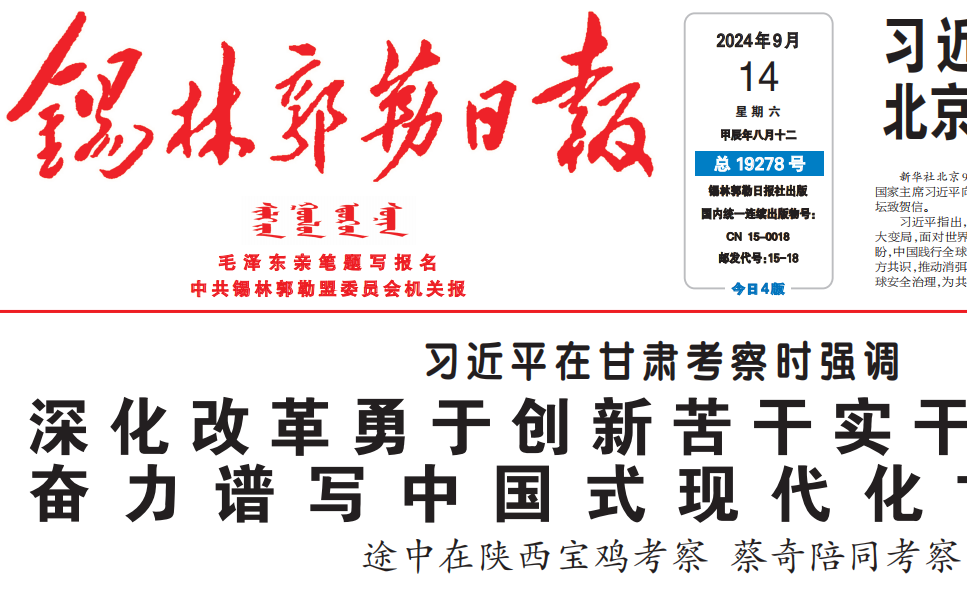 锡林郭勒日报
毛泽东亲笔题写报名
中共锡林郭勒盟委员会机关报
2024年9月
14
星期六
甲辰年八月十二
总 19278 号
锡林郭勒日报社出版
国内统一连续出版物号：
CN 15-0018
邮发代号：15-18
今日4版
习近
北京
新华社北京9
国家主席习近平向
坛致贺信。
习近平指出，
大变局，面对世界
盼，中国践行全球
方共识，推动消弭
球安全治理，为共
习近平在甘肃考察时强调
深化改革勇于创新苦干实干
奋力谱写中国式现代化
途中在陕西宝鸡考察 蔡奇陪同考察